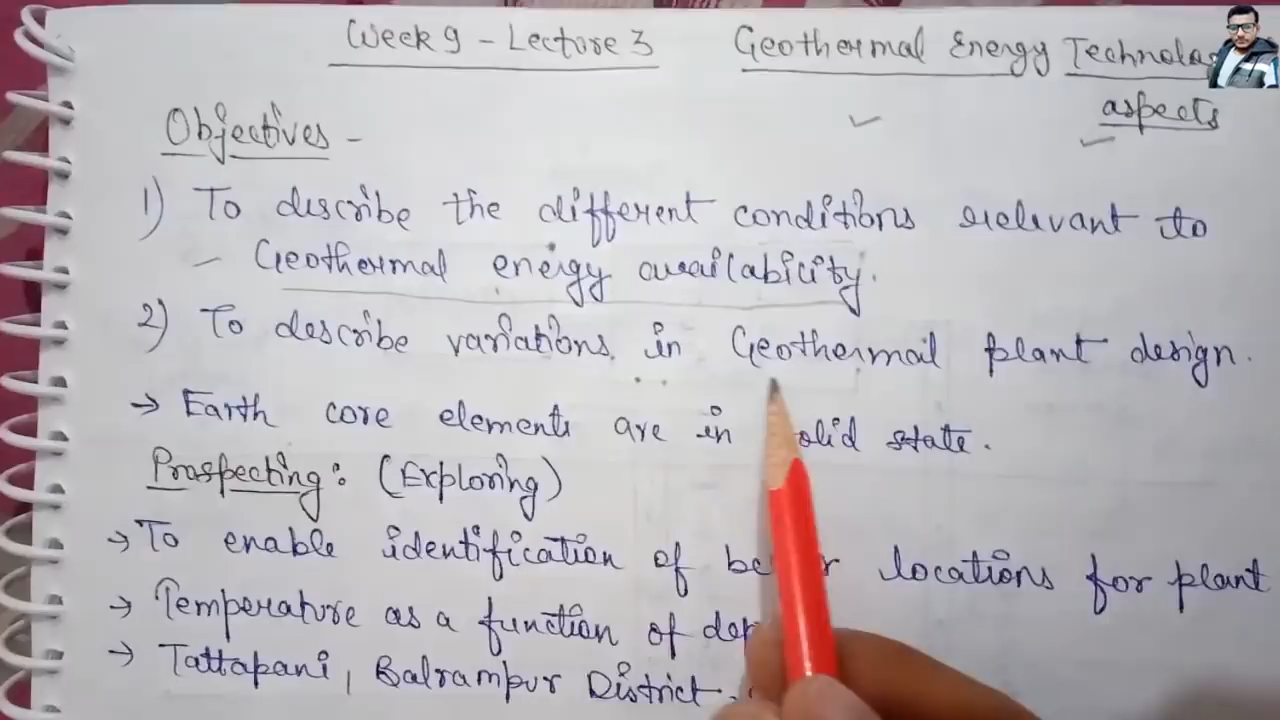 Week 9 - Lecture 3 Geothermal Energy
aspects
Objectives -
1) To describe the different conditions relevant to
- Geothermal energy availability.
2) To describe variations in Geothermal plant design.
→ Earth core elements are in state.
Prospecting: (Exploring)
→ To enable identification of locations for plant
→ Temperature as a function of
→ Tattapani, Balrampur District.